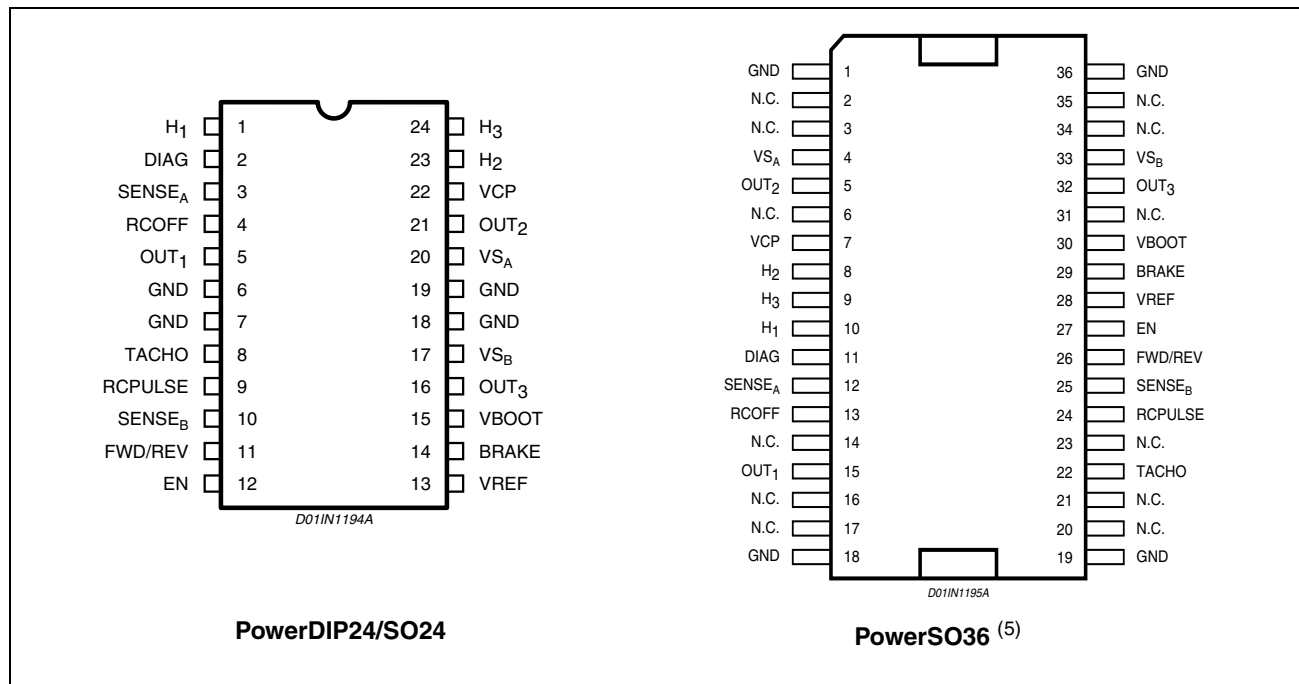 H1 1 24 H3
DIAG 2 23 H2
SENSEA 3 22 VCP
RCOFF 4 21 OUT2
OUT1 5 20 VSA
GND 6 19 GND
GND 7 18 GND
TACHO 8 17 VSB
RCPULSE 9 16 OUT3
SENSEB 10 15 VBOOT
FWD/REV 11 14 BRAKE
EN 12 13 VREF
D01IN1194A
PowerDIP24/SO24
GND 1 36 GND
N.C. 2 35 N.C.
N.C. 3 34 N.C.
VSA 4 33 VSB
OUT2 5 32 OUT3
N.C. 6 31 N.C.
VCP 7 30 VBOOT
H2 8 29 BRAKE
H3 9 28 VREF
H1 10 27 EN
DIAG 11 26 FWD/REV
SENSEA 12 25 SENSEB
RCOFF 13 24 RCPULSE
N.C. 14 23 N.C.
OUT1 15 22 TACHO
N.C. 16 21 N.C.
N.C. 17 20 N.C.
GND 18 19 GND
D01IN1195A
PowerSO36 (5)